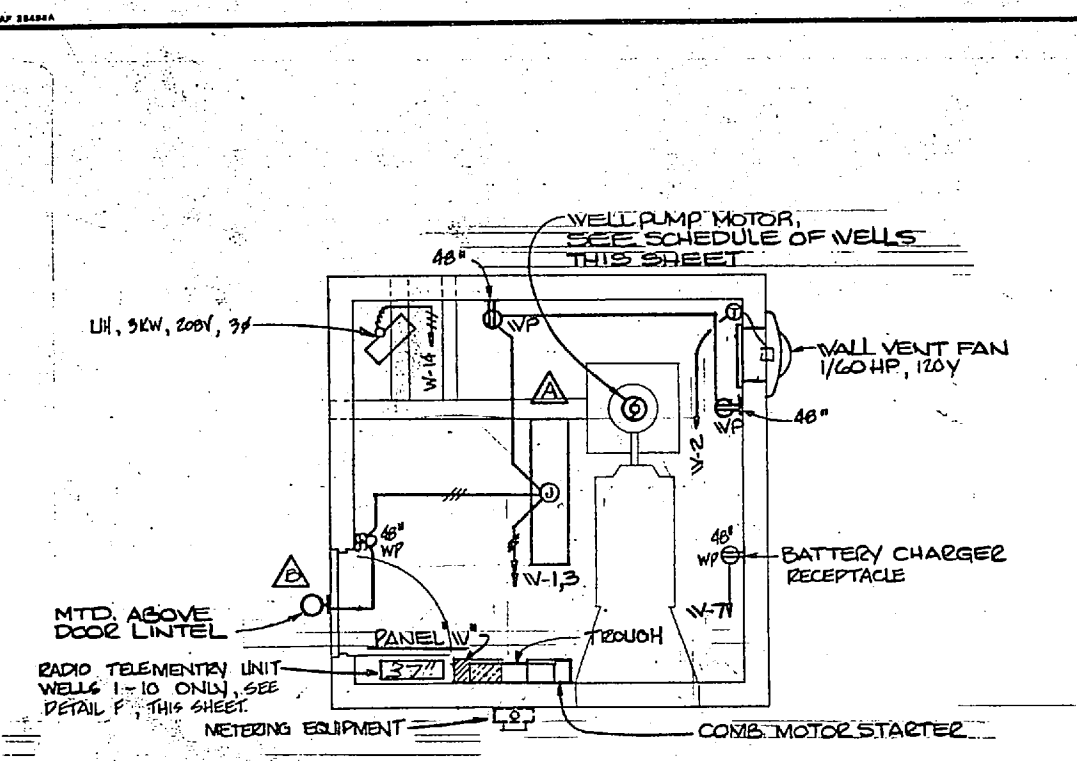 AF 28484A
WELL PUMP MOTOR,
SEE SCHEDULE OF WELLS
THIS SHEET
48"
UH, 3KW, 208V, 3ø
W-14
WP
T
WALL VENT FAN
1/60 HP, 120V
A
48"
WP
W-2
J
48"
WP
48"
WP
BATTERY CHARGER
RECEPTACLE
B
W-1,3
W-7
MTD. ABOVE
DOOR LINTEL
PANEL "W"
TROUGH
RADIO TELEMENTRY UNIT
WELLS 1-10 ONLY, SEE
DETAIL F, THIS SHEET.
37"
METERING EQUIPMENT
COMB. MOTOR STARTER